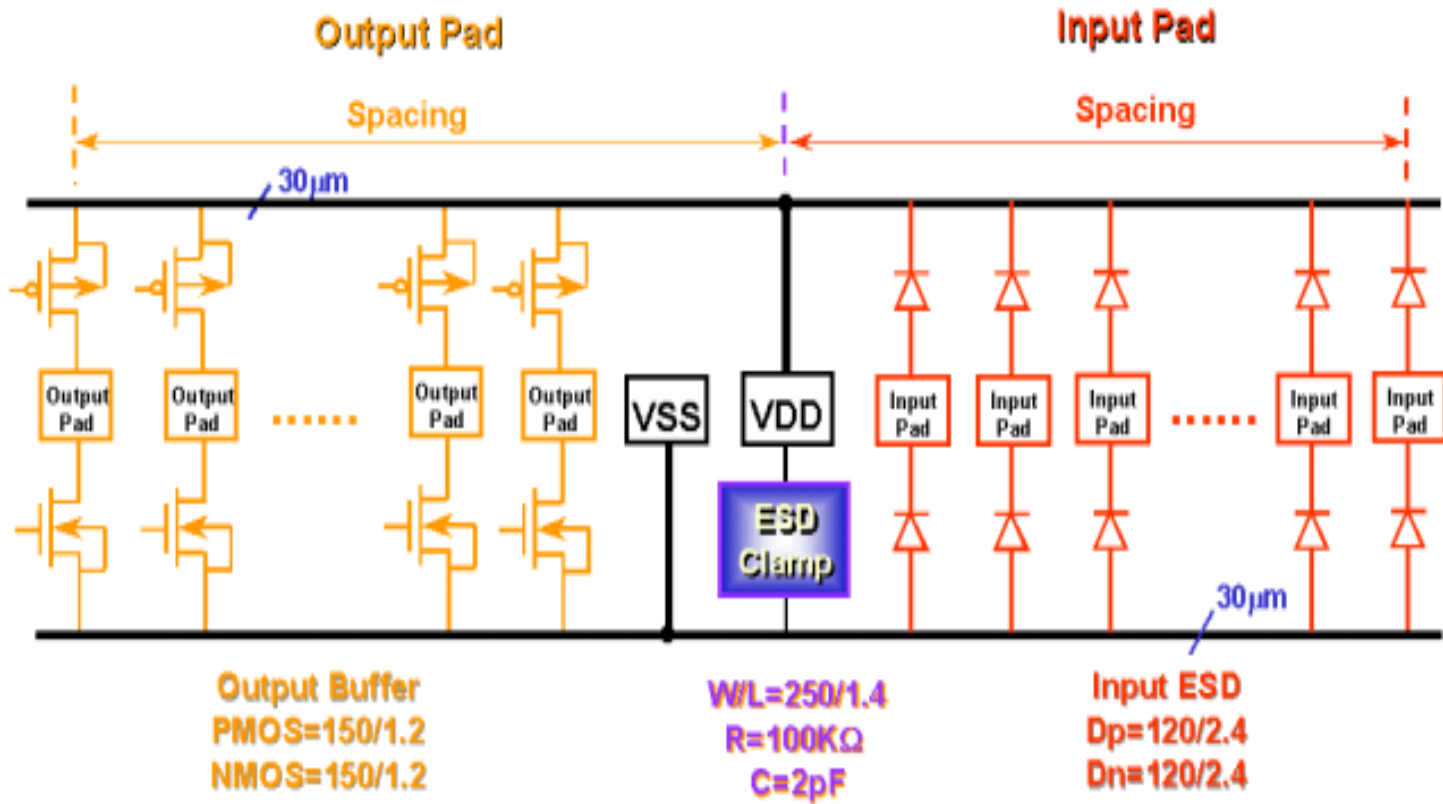 Output Pad
Input Pad
Spacing
Spacing
30μm
Output
Pad
Output
Pad
Output
Pad
Output
Pad
VSS
VDD
Input
Pad
Input
Pad
Input
Pad
Input
Pad
Input
Pad
ESD
Clamp
30μm
Output Buffer
PMOS=150/1.2
NMOS=150/1.2
W/L=250/1.4
R=100KΩ
C=2pF
Input ESD
Dp=120/2.4
Dn=120/2.4